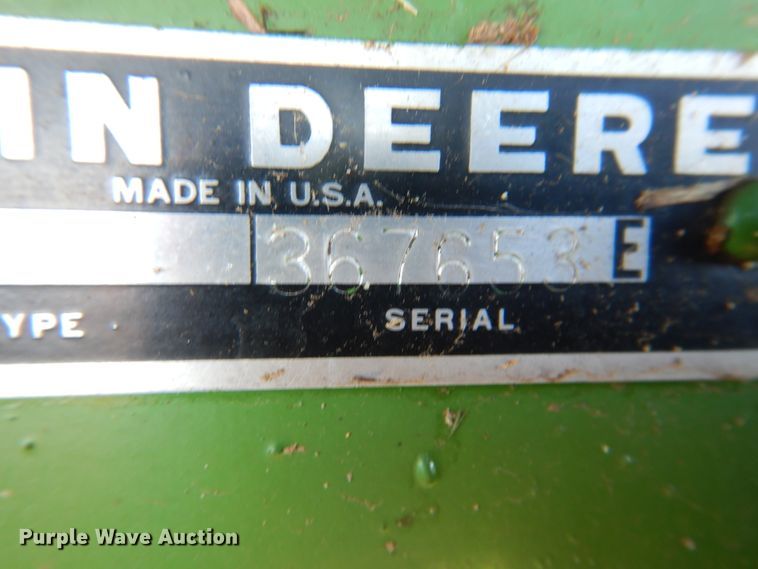 IN DEERE
MADE IN U.S.A.
367653 E
YPE SERIAL
Purple Wave Auction